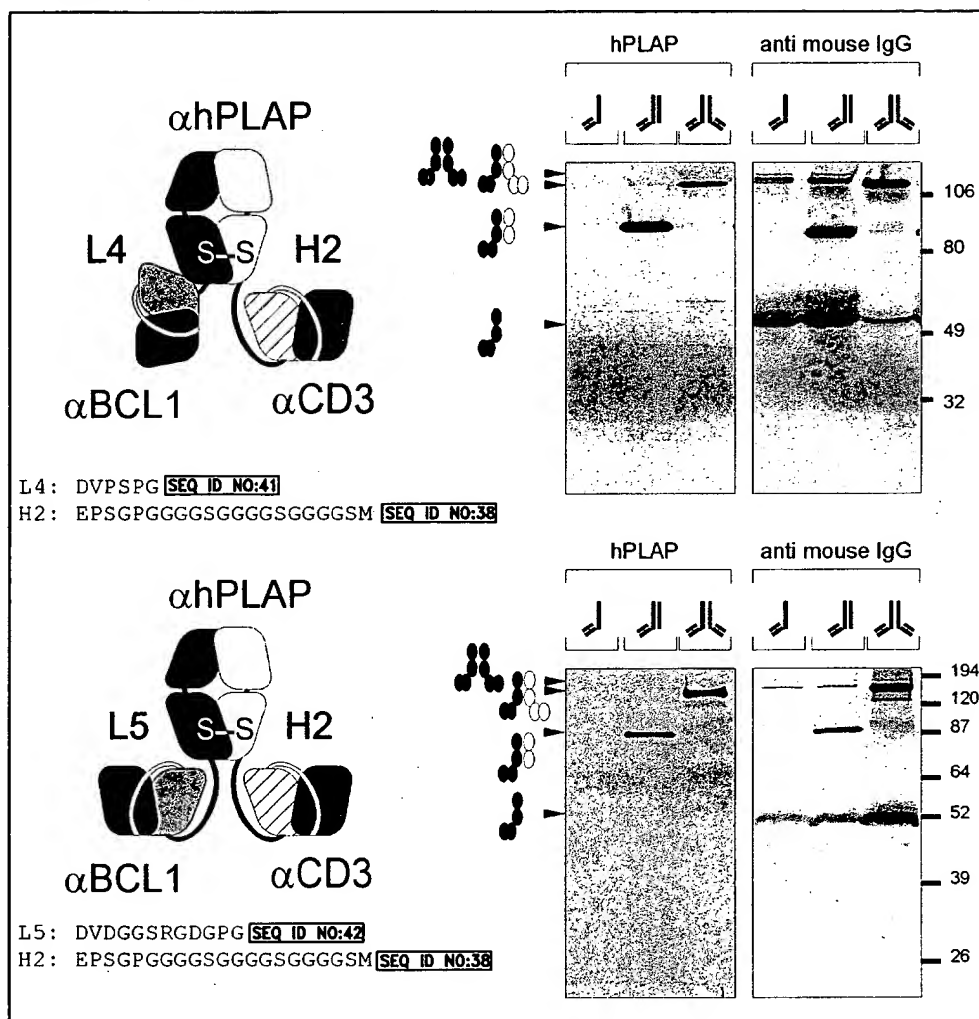 hPLAP
anti mouse IgG
αhPLAP
L4
S-S
H2
αBCL1
αCD3
106
80
49
32
L4: DVPSPG SEQ ID NO:41
H2: EPSGPGGGGSGGGGSGGGGSM SEQ ID NO:38
hPLAP
anti mouse IgG
αhPLAP
L5
S-S
H2
αBCL1
αCD3
194
120
87
64
52
39
26
L5: DVDGGSRGDGPG SEQ ID NO:42
H2: EPSGPGGGGSGGGGSGGGGSM SEQ ID NO:38